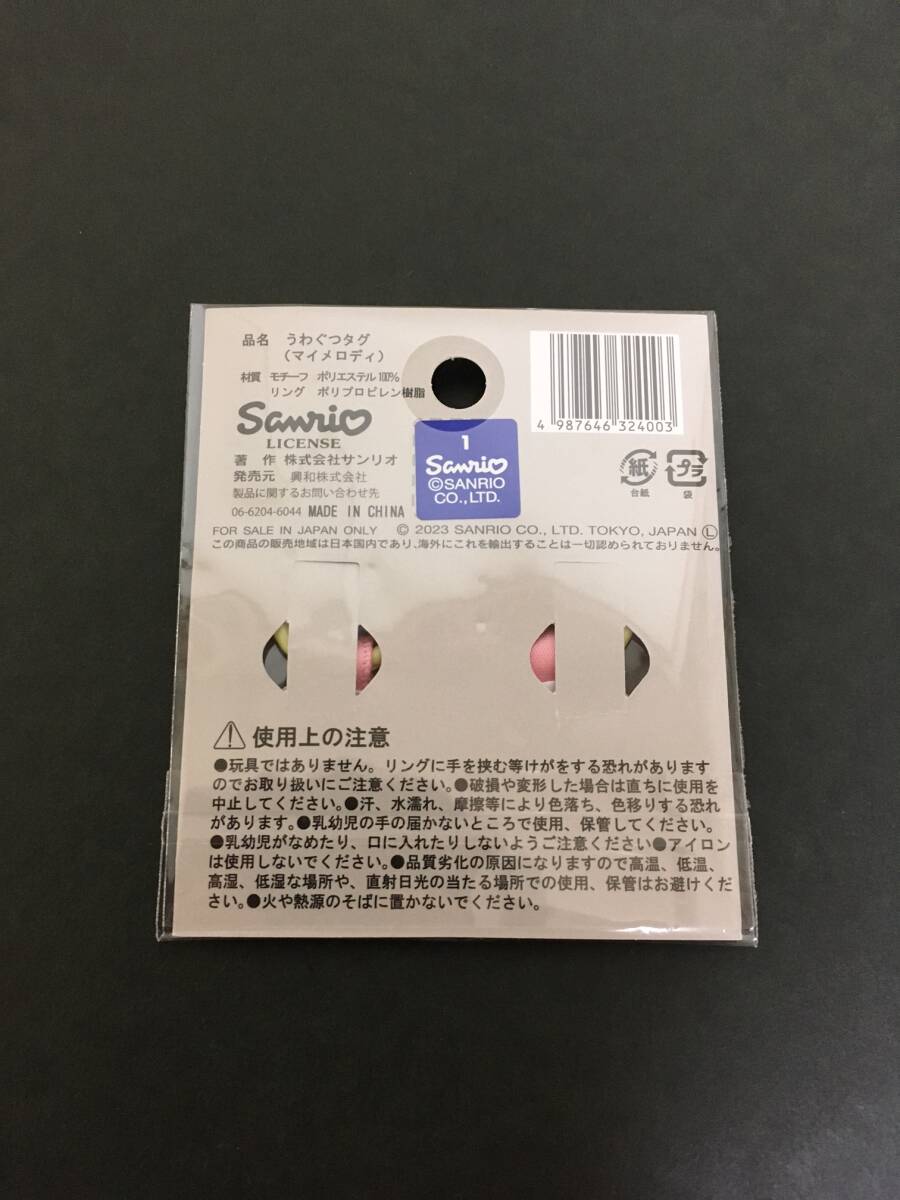 品名 うわぐつタグ
(マイメロディ)
材質 モチーフ ポリエステル100%
リング ポリプロピレン樹脂
Sanrio
LICENSE
著 作 株式会社サンリオ
発売元 興和株式会社
製品に関するお問い合わせ先
06-6204-6044 MADE IN CHINA
1
Sanrio
©SANRIO
CO.,LTD.
4 987646 324003
紙
台紙
プラ
袋
FOR SALE IN JAPAN ONLY © 2023 SANRIO CO., LTD. TOKYO, JAPAN Ⓛ
この商品の販売地域は日本国内であり、海外にこれを輸出することは一切認められておりません。
使用上の注意
●玩具ではありません。リングに手を挟む等けがをする恐れがあります
のでお取り扱いにご注意ください。●破損や変形した場合は直ちに使用を
中止してください。●汗、水濡れ、摩擦等により色落ち、色移りする恐れ
があります。●乳幼児の手の届かないところで使用、保管してください。
●乳幼児がなめたり、口に入れたりしないようご注意ください●アイロン
は使用しないでください。●品質劣化の原因になりますので高温、低温、
高湿、低湿な場所や、直射日光の当たる場所での使用、保管はお避けくだ
さい。●火や熱源のそばに置かないでください。